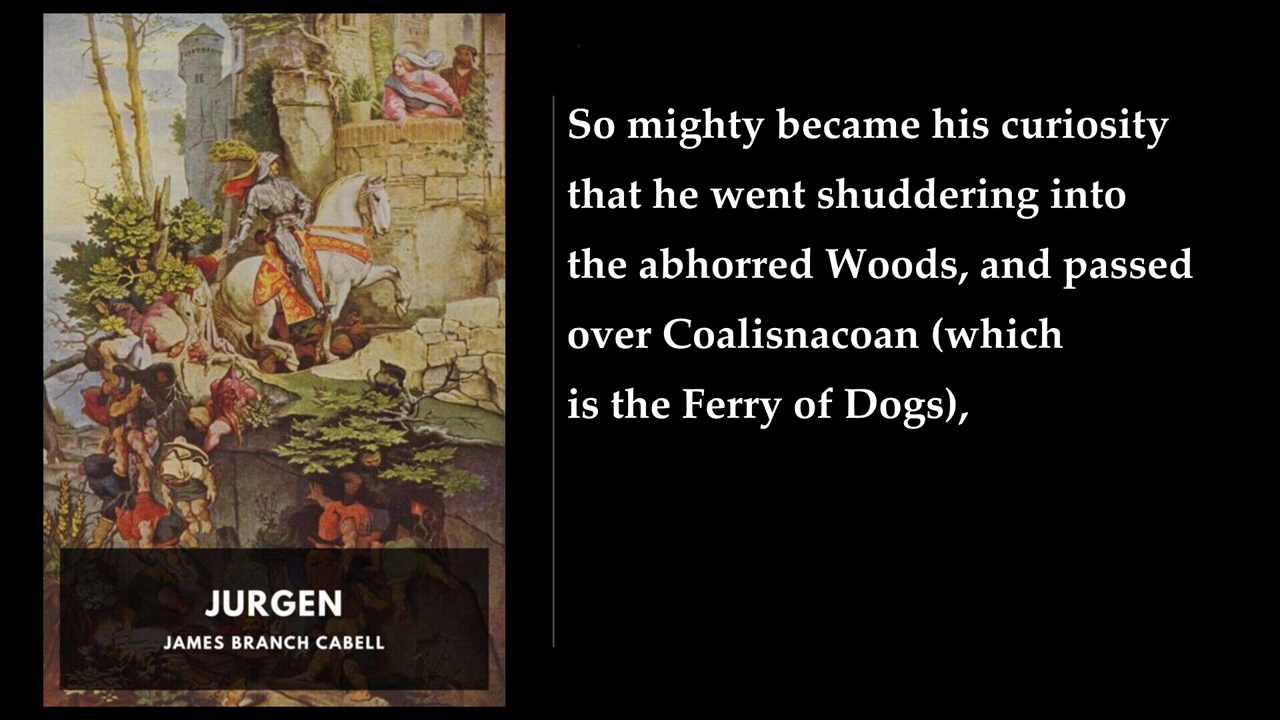 So mighty became his curiosity
that he went shuddering into
the abhorred Woods, and passed
over Coalisnacoan (which
is the Ferry of Dogs),
JURGEN
JAMES BRANCH CABELL